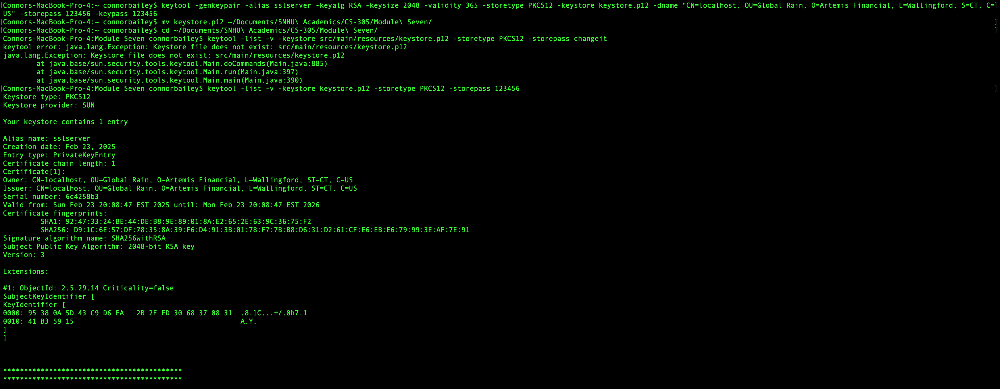 [Connors-MacBook-Pro-4:~ connorbailey$ keytool -genkeypair -alias sslserver -keyalg RSA -keysize 2048 -validity 365 -storetype PKCS12 -keystore keystore.p12 -dname "CN=localhost, OU=Global Rain, O=Artemis Financial, L=Wallingford, S=CT, C=]
US" -storepass 123456 -keypass 123456
[Connors-MacBook-Pro-4:~ connorbailey$ mv keystore.p12 ~/Documents/SNHU\ Academics/CS-305/Module\ Seven/ ]
[Connors-MacBook-Pro-4:~ connorbailey$ cd ~/Documents/SNHU\ Academics/CS-305/Module\ Seven/ ]
Connors-MacBook-Pro-4:Module Seven connorbailey$ keytool -list -v -keystore src/main/resources/keystore.p12 -storetype PKCS12 -storepass changeit
keytool error: java.lang.Exception: Keystore file does not exist: src/main/resources/keystore.p12
java.lang.Exception: Keystore file does not exist: src/main/resources/keystore.p12
at java.base/sun.security.tools.keytool.Main.doCommands(Main.java:885)
at java.base/sun.security.tools.keytool.Main.run(Main.java:397)
at java.base/sun.security.tools.keytool.Main.main(Main.java:390)
[Connors-MacBook-Pro-4:Module Seven connorbailey$ keytool -list -v -keystore keystore.p12 -storetype PKCS12 -storepass 123456 ]
Keystore type: PKCS12
Keystore provider: SUN

Your keystore contains 1 entry

Alias name: sslserver
Creation date: Feb 23, 2025
Entry type: PrivateKeyEntry
Certificate chain length: 1
Certificate[1]:
Owner: CN=localhost, OU=Global Rain, O=Artemis Financial, L=Wallingford, ST=CT, C=US
Issuer: CN=localhost, OU=Global Rain, O=Artemis Financial, L=Wallingford, ST=CT, C=US
Serial number: 6c4258b3
Valid from: Sun Feb 23 20:08:47 EST 2025 until: Mon Feb 23 20:08:47 EST 2026
Certificate fingerprints:
SHA1: 92:47:33:24:BE:44:DE:B8:9E:89:01:8A:E2:65:2E:63:9C:36:75:F2
SHA256: D9:1C:6E:57:DF:78:35:8A:39:F6:D4:91:3B:01:78:F7:7B:B8:D6:31:D2:61:CF:E6:EB:E6:79:99:3E:AF:7E:91
Signature algorithm name: SHA256withRSA
Subject Public Key Algorithm: 2048-bit RSA key
Version: 3

Extensions:

#1: ObjectId: 2.5.29.14 Criticality=false
SubjectKeyIdentifier [
KeyIdentifier [
0000: 95 38 0A 5D 43 C9 D6 EA   2B 2F FD 30 68 37 08 31  .8.]C...+/.0h7.1
0010: 41 B3 59 15                                        A.Y.
]
]

*******************************************
*******************************************